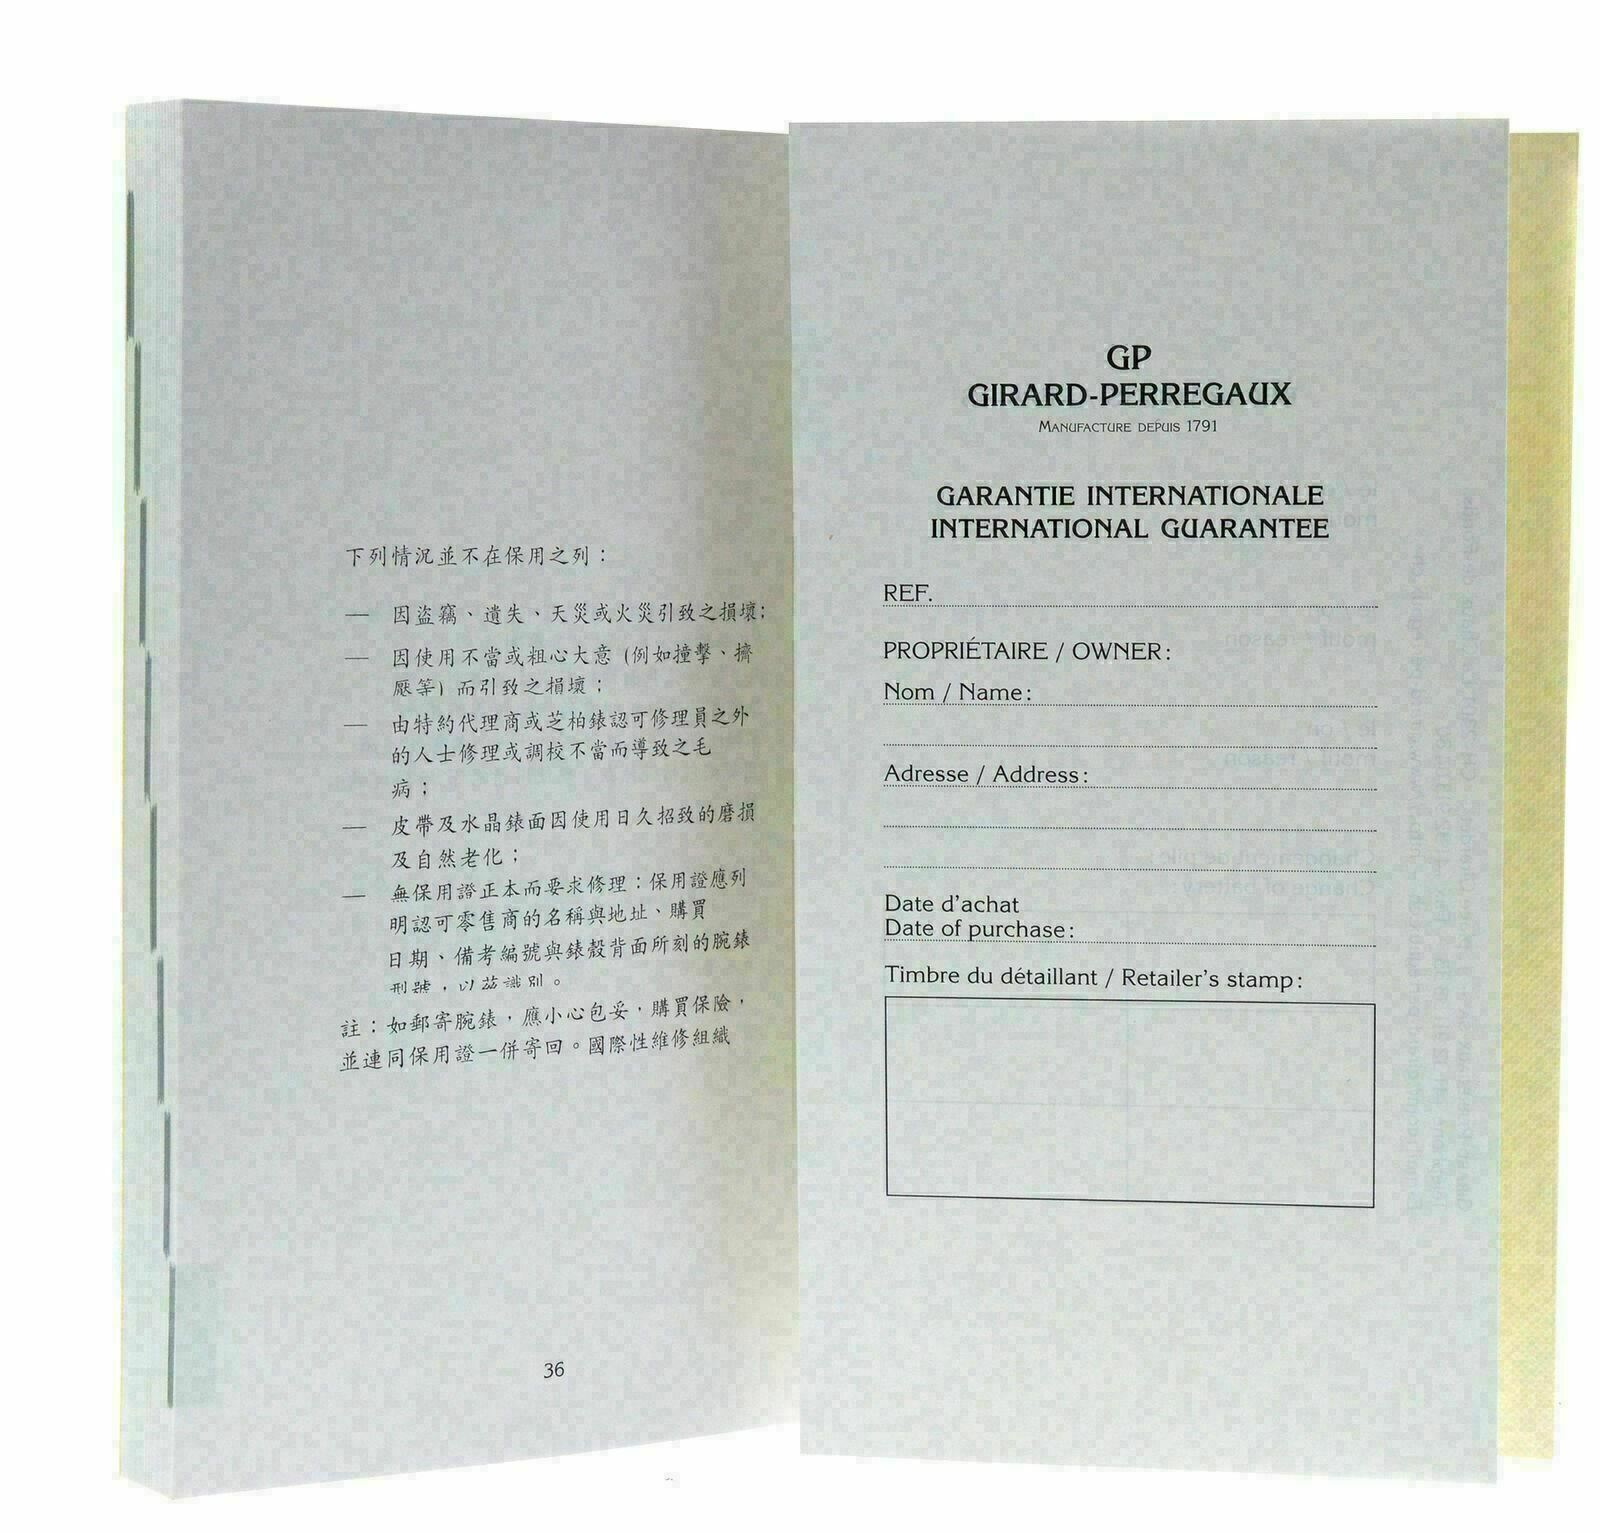 下列情況並不在保用之列：
— 因盜竊、遺失、天災或火災引致之損壞；
— 因使用不當或粗心大意（例如撞擊、擠
壓等）而引致之損壞；
— 由特約代理商或芝柏錶認可修理員之外
的人士修理或調校不當而導致之毛
病；
— 皮帶及水晶錶面因使用日久招致的磨損
及自然老化；
— 無保用證正本而要求修理：保用證應列
明認可零售商的名稱與地址、購買
日期、備考編號與錶殼背面所刻的腕錶
型號，以茲識別。
註：如郵寄腕錶，應小心包妥，購買保險，
並連同保用證一併寄回。國際性維修組織
36
GP
GIRARD-PERREGAUX
MANUFACTURE DEPUIS 1791
GARANTIE INTERNATIONALE
INTERNATIONAL GUARANTEE
REF.
PROPRIÉTAIRE / OWNER:
Nom / Name:
Adresse / Address:
Date d'achat
Date of purchase:
Timbre du détaillant / Retailer's stamp: